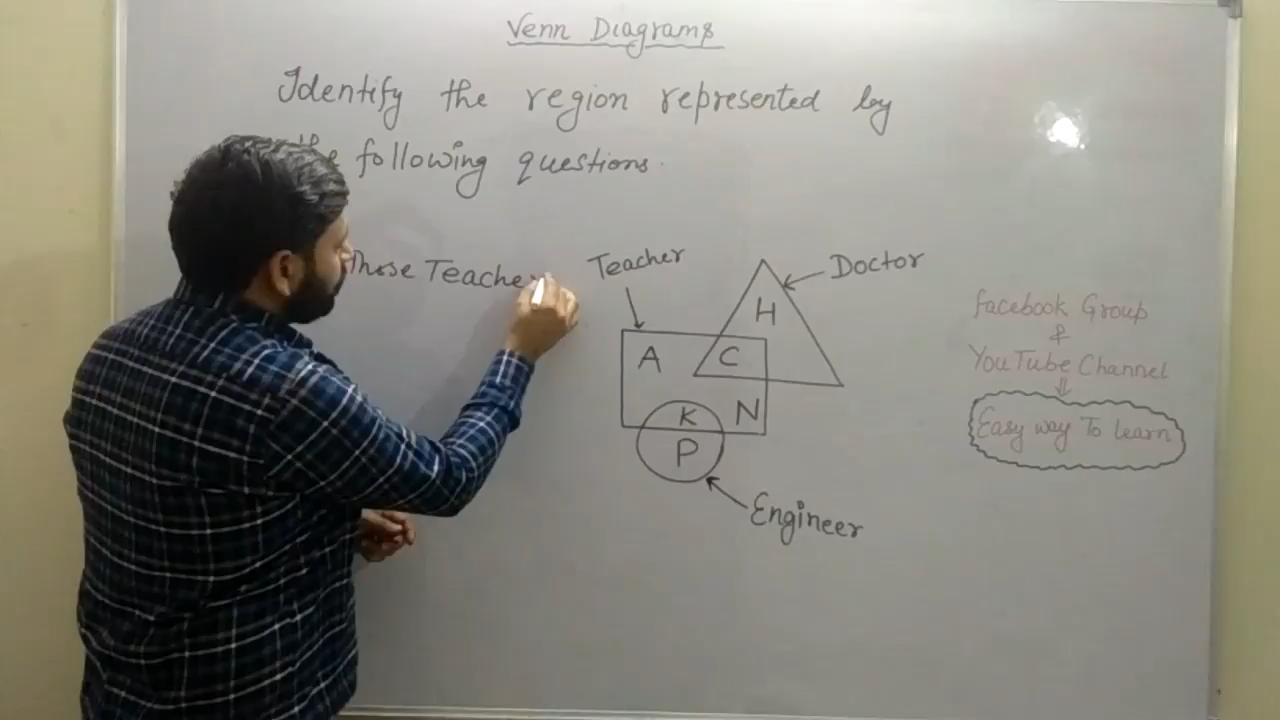 Venn Diagrams
Identify the region represented by
the following questions.
Those Teacher
Teacher
Doctor
H
A
C
K
N
P
Engineer
facebook Group
&
YouTube Channel
Easy way To learn